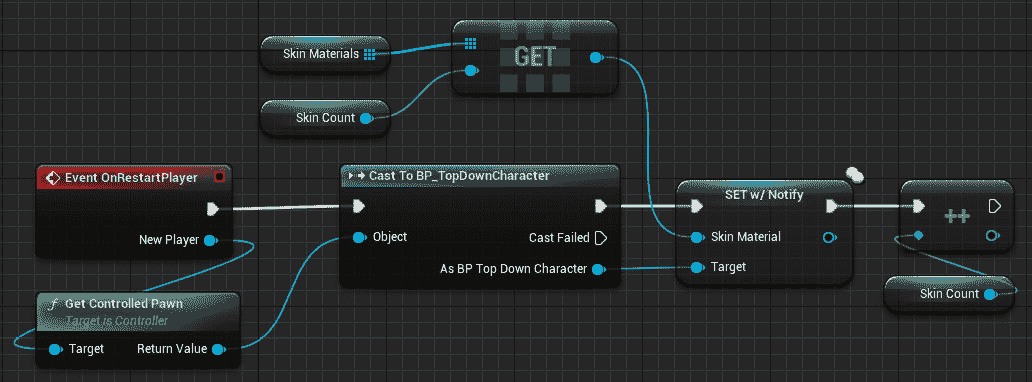 Skin Materials
GET
Skin Count
Event OnRestartPlayer
New Player
Cast To BP_TopDownCharacter
Object
Cast Failed
As BP Top Down Character
SET w/ Notify
Skin Material
Target
++
Skin Count
f Get Controlled Pawn
Target is Controller
Target Return Value